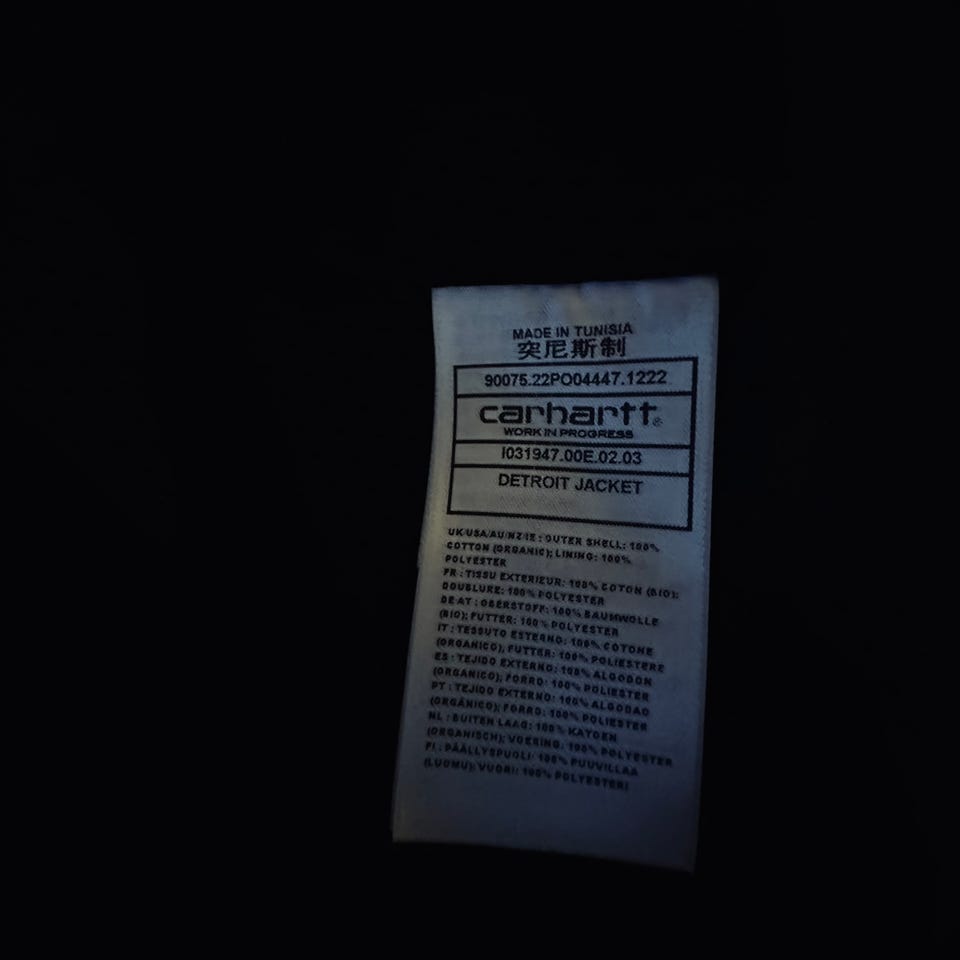 MADE IN TUNISIA
突尼斯制
90075.22PO04447.1222
carhartt®
WORK IN PROGRESS
I031947.00E.02.03
DETROIT JACKET
UK/USA/AU/NZ/IE : OUTER SHELL: 100%
COTTON (ORGANIC); LINING: 100%
POLYESTER
FR : TISSU EXTERIEUR: 100% COTON (BIO);
DOUBLURE: 100% POLYESTER
DE-AT : OBERSTOFF: 100% BAUMWOLLE
(BIO); FUTTER: 100% POLYESTER
IT : TESSUTO ESTERNO: 100% COTONE
(ORGANICO); FUTTER: 100% POLIESTERE
ES : TEJIDO EXTERNO: 100% ALGODON
(ORGANICO); FORRO: 100% POLIESTER
PT : TEJIDO EXTERNO: 100% ALGODAO
(ORGÂNICO); FORRO: 100% POLIESTER
NL : BUITEN LAAG: 100% KATOEN
(ORGANISCH); VOERING: 100% POLYESTER
FI : PÄÄLLYSPUOLI: 100% PUUVILLAA
(LUOMU); VUORI: 100% POLYESTERI